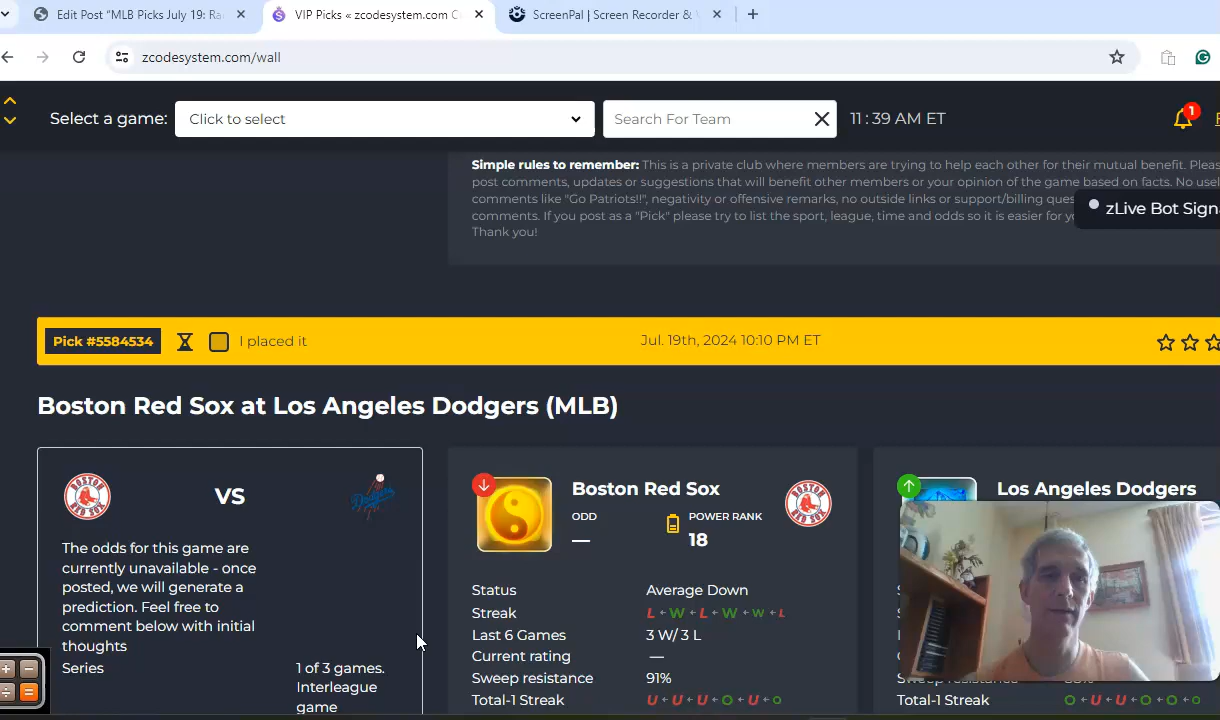 Edit Post "MLB Picks July 19: Ra
VIP Picks « zcodesystem.com C
ScreenPal | Screen Recorder &
zcodesystem.com/wall
Select a game:
Click to select
Search For Team
11 : 39 AM ET
1
Simple rules to remember: This is a private club where members are trying to help each other for their mutual benefit. Pleas
post comments, updates or suggestions that will benefit other members or your opinion of the game based on facts. No usel
comments like "Go Patriots!!", negativity or offensive remarks, no outside links or support/billing ques
comments. If you post as a "Pick" please try to list the sport, league, time and odds so it is easier for yo
Thank you!
zLive Bot Signa
Pick #5584534
I placed it
Jul. 19th, 2024 10:10 PM ET
Boston Red Sox at Los Angeles Dodgers (MLB)
BOSTON
RED SOX
VS
Dodgers
The odds for this game are
currently unavailable - once
posted, we will generate a
prediction. Feel free to
comment below with initial
thoughts
Series
1 of 3 games.
Interleague
game
Boston Red Sox
ODD
—
POWER RANK
18
BOSTON
RED SOX
Status
Average Down
Streak
L W L W W L
Last 6 Games
3 W/ 3 L
Current rating
—
Sweep resistance
91%
Total-1 Streak
U U U O U O
Los Angeles Dodgers
Total-1 Streak
O U U O O O